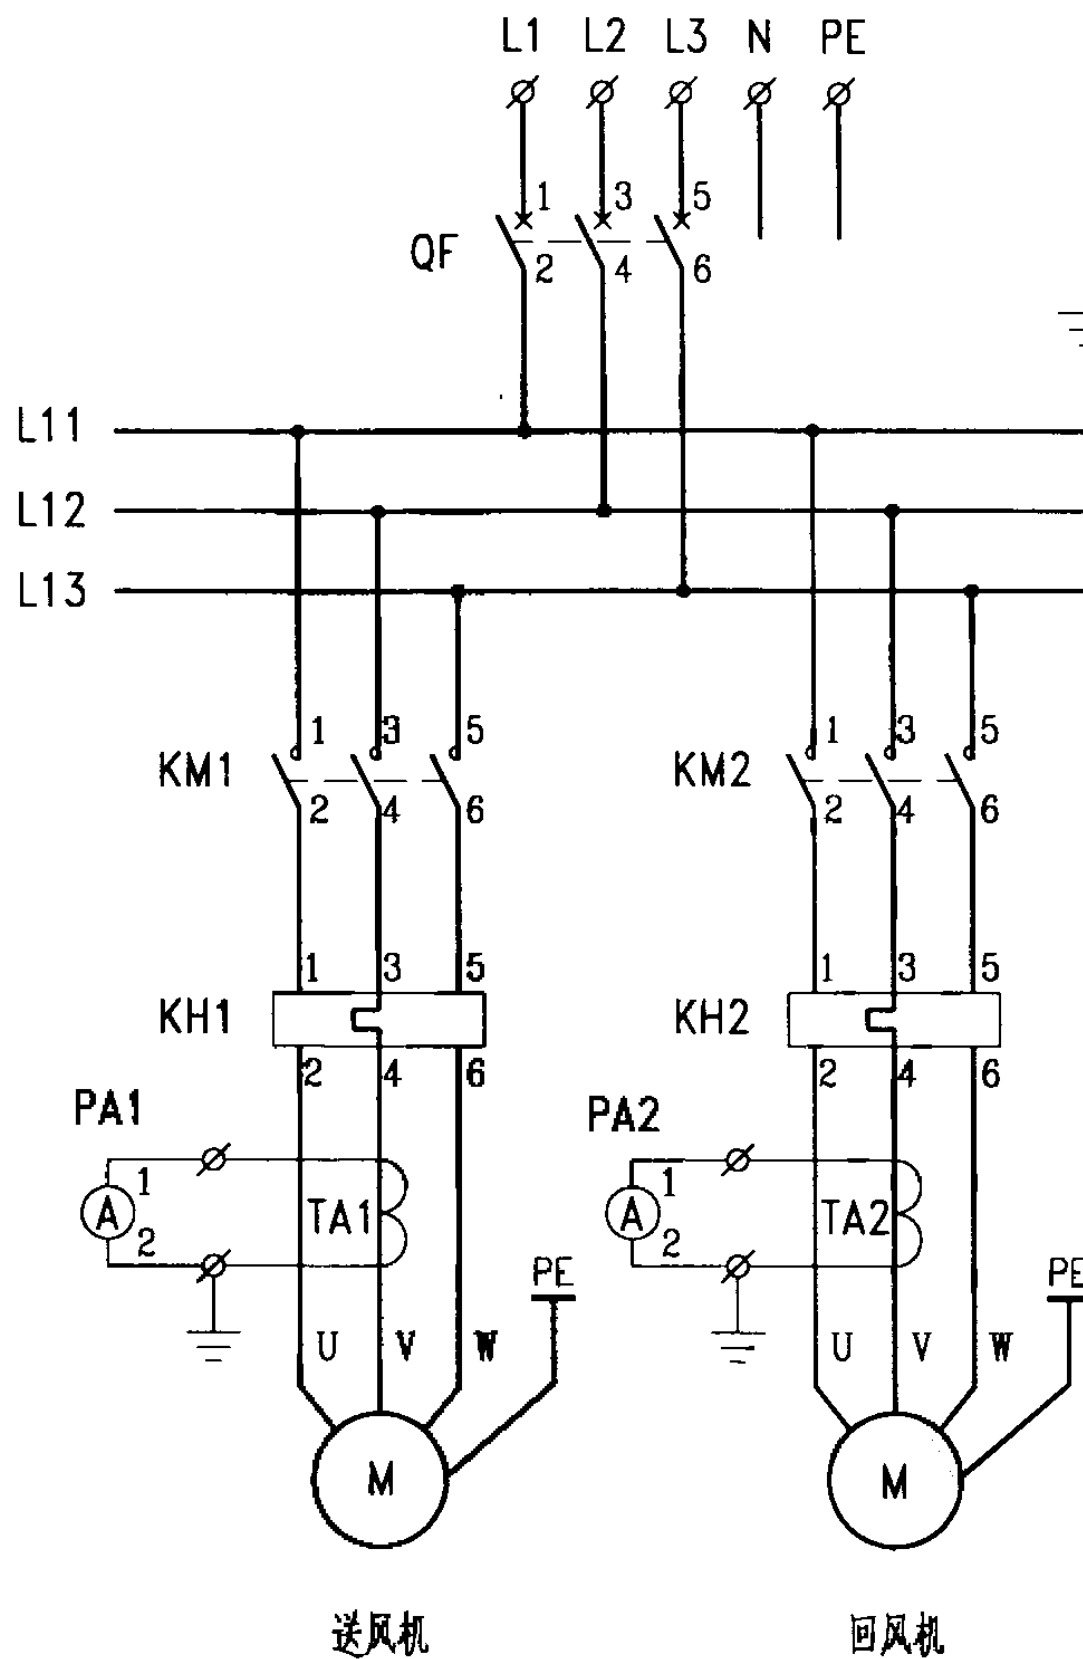 L1 L2 L3 N PE
1 3 5
QF
2 4 6
L11
L12
L13
1 3 5 1 3 5
KM1 KM2
2 4 6 2 4 6
1 3 5 1 3 5
KH1 KH2
2 4 6 2 4 6
PA1 PA2
1 1
A TA1 A TA2
2 2
PE PE
U V W U V W
M M
送风机 回风机